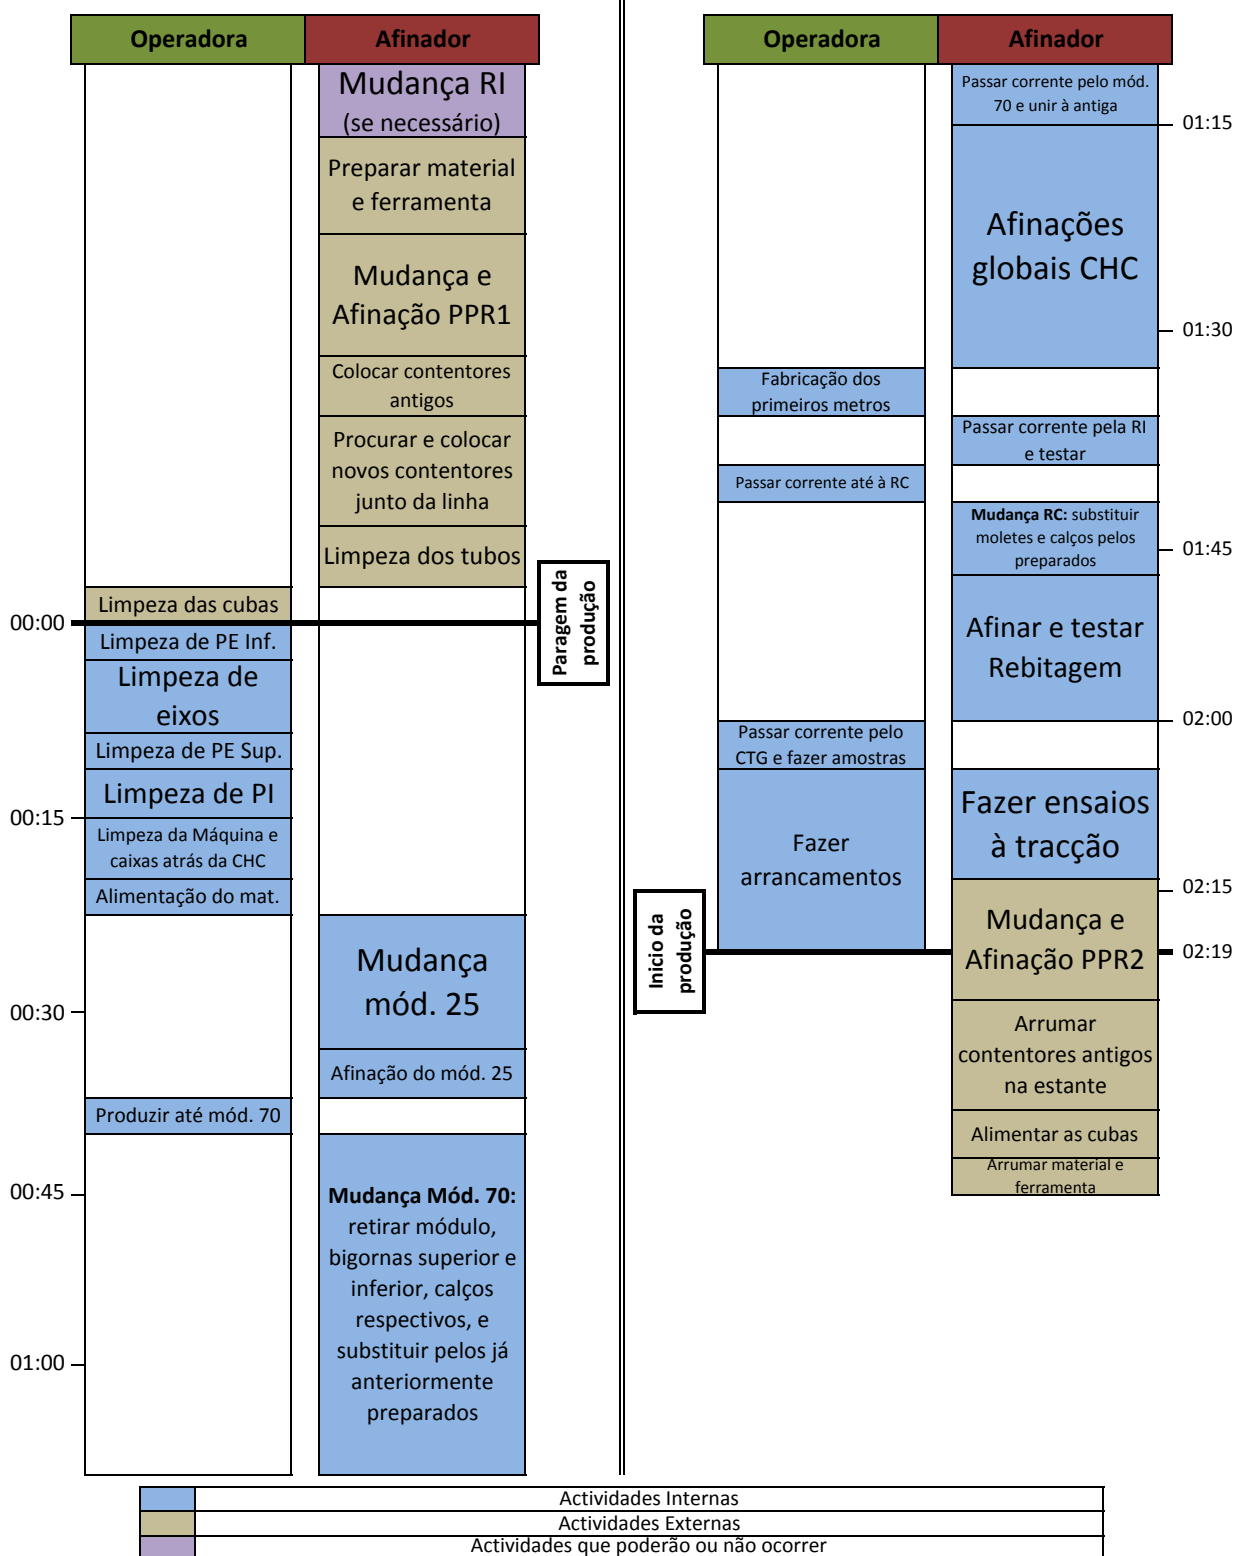 Operadora
Afinador
Mudança RI
(se necessário)
Preparar material
e ferramenta
Mudança e
Afinação PPR1
Colocar contentores
antigos
Procurar e colocar
novos contentores
junto da linha
Limpeza dos tubos
Paragem da
produção
Limpeza das cubas
00:00
Limpeza de PE Inf.
Limpeza de
eixos
Limpeza de PE Sup.
Limpeza de PI
00:15
Limpeza da Máquina e
caixas atrás da CHC
Alimentação do mat.
Mudança
mód. 25
00:30
Afinação do mód. 25
Produzir até mód. 70
00:45
Mudança Mód. 70:
retirar módulo,
bigornas superior e
inferior, calços
respectivos, e
substituir pelos já
anteriormente
preparados
01:00
Operadora
Afinador
Passar corrente pelo mód.
70 e unir à antiga
01:15
Afinações
globais CHC
01:30
Fabricação dos
primeiros metros
Passar corrente pela RI
e testar
Passar corrente até à RC
Mudança RC: substituir
moletes e calços pelos
preparados
01:45
Afinar e testar
Rebitagem
02:00
Passar corrente pelo
CTG e fazer amostras
Fazer ensaios
à tracção
Fazer
arrancamentos
02:15
Inicio da
produção
Mudança e
Afinação PPR2
02:19
Arrumar
contentores antigos
na estante
Alimentar as cubas
Arrumar material e
ferramenta
Actividades Internas
Actividades Externas
Actividades que poderão ou não ocorrer